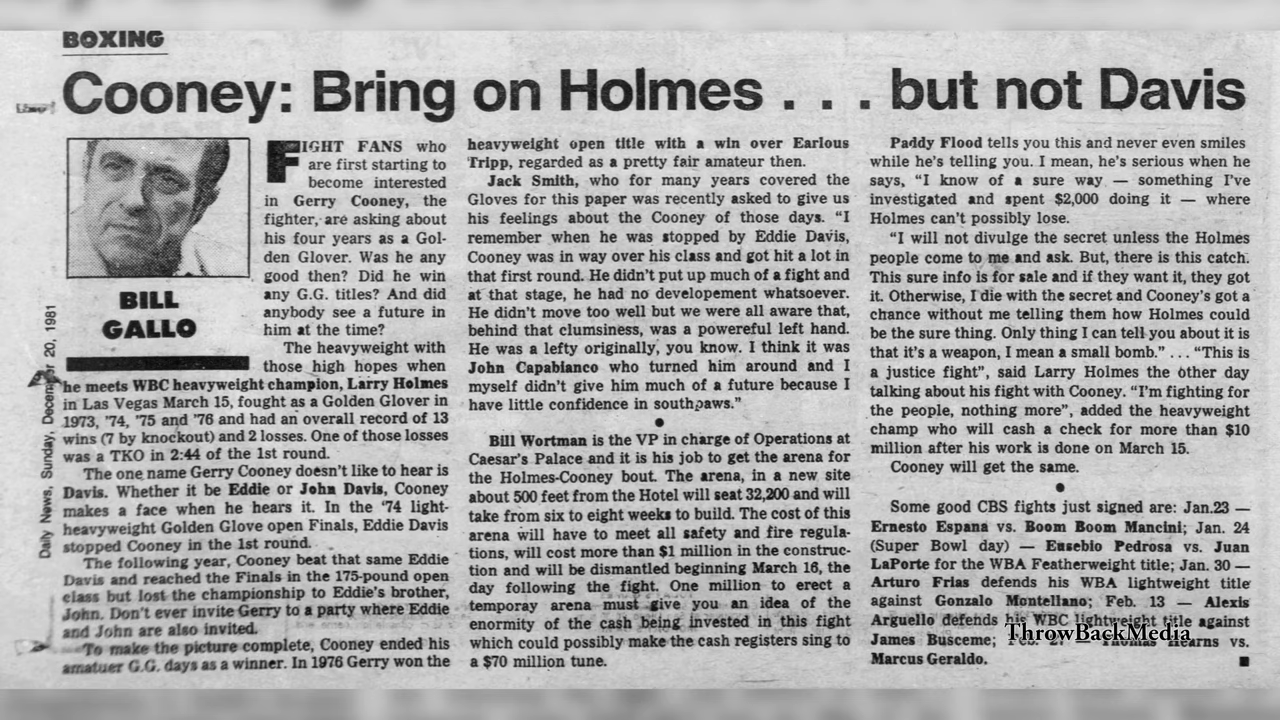 BOXING
Cooney: Bring on Holmes . . . but not Davis
BILL
GALLO
Daily News, Sunday, December 20, 1981
FIGHT FANS who
are first starting to
become interested
in Gerry Cooney, the
fighter, are asking about
his four years as a Gol-
den Glover. Was he any
good then? Did he win
any G.G. titles? And did
anybody see a future in
him at the time?
The heavyweight with
those high hopes when
he meets WBC heavyweight champion, Larry Holmes
in Las Vegas March 15, fought as a Golden Glover in
1973, '74, '75 and '76 and had an overall record of 13
wins (7 by knockout) and 2 losses. One of those losses
was a TKO in 2:44 of the 1st round.
The one name Gerry Cooney doesn't like to hear is
Davis. Whether it be Eddie or John Davis, Cooney
makes a face when he hears it. In the '74 light-
heavyweight Golden Glove open Finals, Eddie Davis
stopped Cooney in the 1st round.
The following year, Cooney beat that same Eddie
Davis and reached the Finals in the 175-pound open
class but lost the championship to Eddie's brother,
John. Don't ever invite Gerry to a party where Eddie
and John are also invited.
To make the picture complete, Cooney ended his
amatuer G.G. days as a winner. In 1976 Gerry won the
heavyweight open title with a win over Earlous
Tripp, regarded as a pretty fair amateur then.
Jack Smith, who for many years covered the
Gloves for this paper was recently asked to give us
his feelings about the Cooney of those days. "I
remember when he was stopped by Eddie Davis,
Cooney was in way over his class and got hit a lot in
that first round. He didn't put up much of a fight and
at that stage, he had no developement whatsoever.
He didn't move too well but we were all aware that,
behind that clumsiness, was a powereful left hand.
He was a lefty originally, you know. I think it was
John Capabianco who turned him around and I
myself didn't give him much of a future because I
have little confidence in southpaws."
Bill Wortman is the VP in charge of Operations at
Caesar's Palace and it is his job to get the arena for
the Holmes-Cooney bout. The arena, in a new site
about 500 feet from the Hotel will seat 32,200 and will
take from six to eight weeks to build. The cost of this
arena will have to meet all safety and fire regula-
tions, will cost more than $1 million in the construc-
tion and will be dismantled beginning March 16, the
day following the fight. One million to erect a
temporay arena must give you an idea of the
enormity of the cash being invested in this fight
which could possibly make the cash registers sing to
a $70 million tune.
Paddy Flood tells you this and never even smiles
while he's telling you. I mean, he's serious when he
says, "I know of a sure way — something I've
investigated and spent $2,000 doing it — where
Holmes can't possibly lose.
"I will not divulge the secret unless the Holmes
people come to me and ask. But, there is this catch.
This sure info is for sale and if they want it, they got
it. Otherwise, I die with the secret and Cooney's got a
chance without me telling them how Holmes could
be the sure thing. Only thing I can tell you about it is
that it's a weapon, I mean a small bomb." . . . "This is
a justice fight", said Larry Holmes the other day
talking about his fight with Cooney. "I'm fighting for
the people, nothing more", added the heavyweight
champ who will cash a check for more than $10
million after his work is done on March 15.
Cooney will get the same.
Some good CBS fights just signed are: Jan.23 —
Ernesto Espana vs. Boom Boom Mancini; Jan. 24
(Super Bowl day) — Eusebio Pedrosa vs. Juan
LaPorte for the WBA Featherweight title; Jan. 30 —
Arturo Frias defends his WBA lightweight title
against Gonzalo Montellano; Feb. 13 — Alexis
Arguello defends his WBC lightweight title against
James Busceme; Feb. — Thomas Hearns vs.
Marcus Geraldo.
ThrowBackMedia